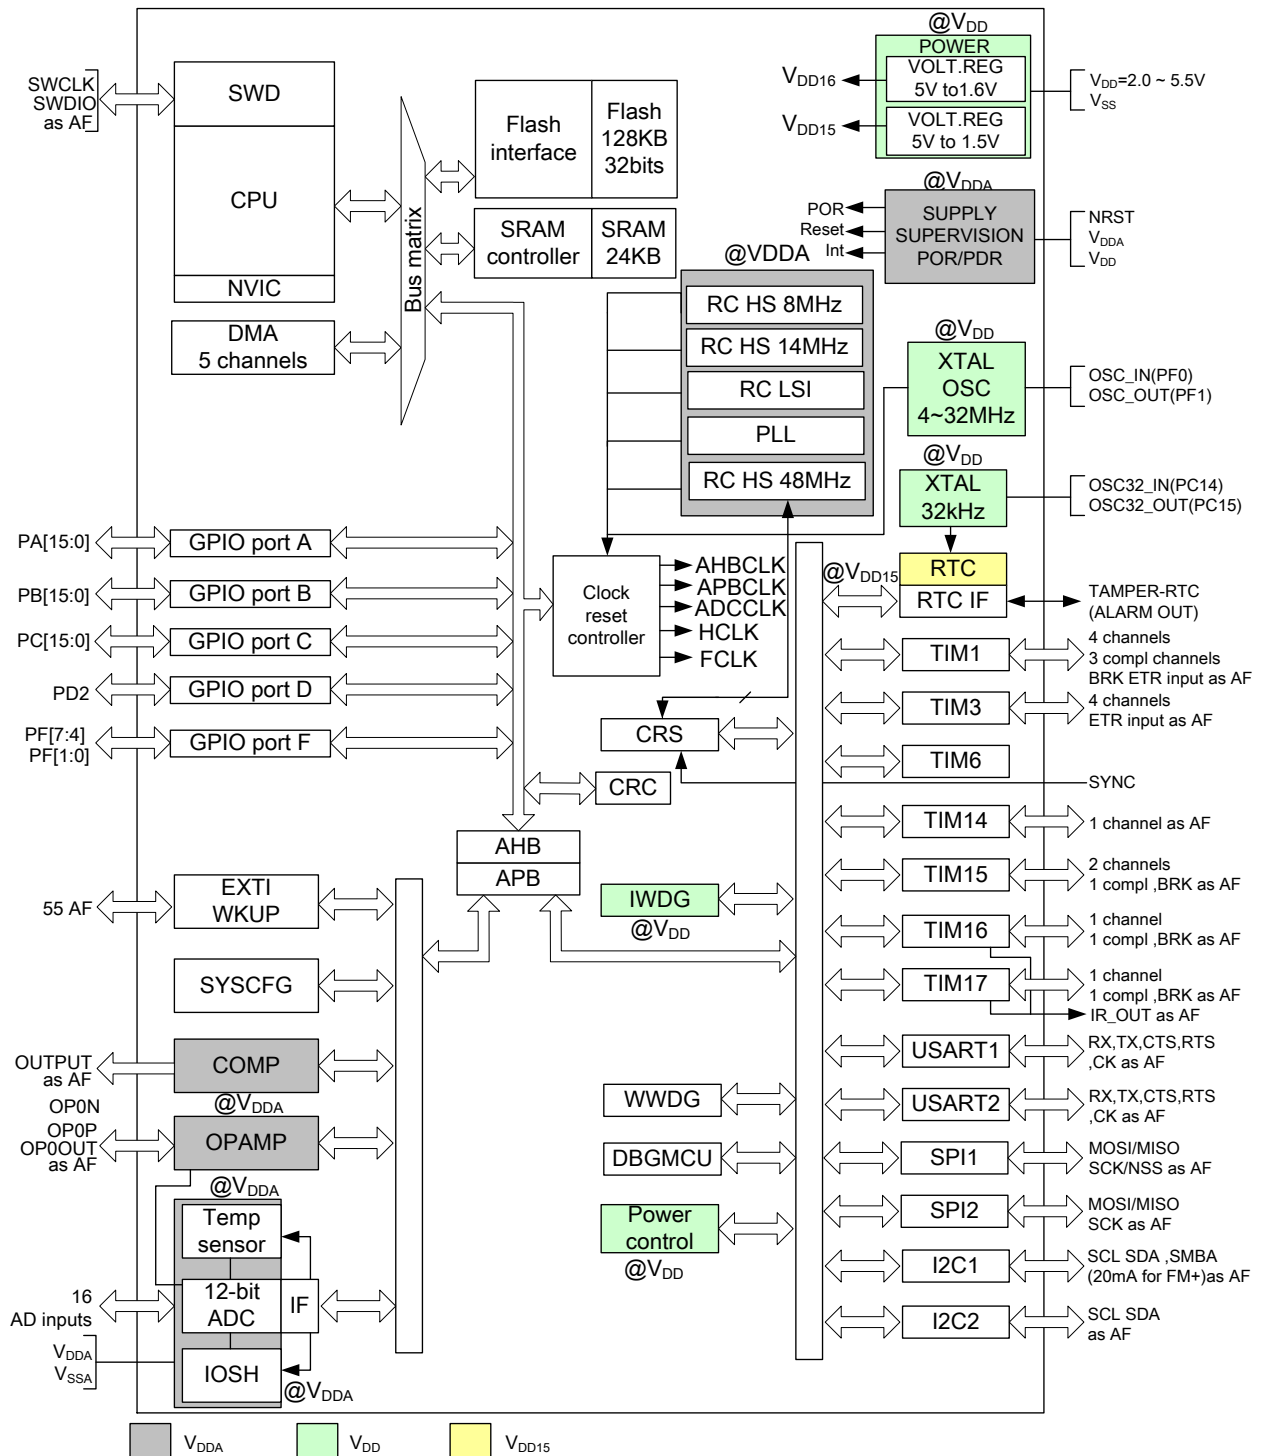 @VDD
POWER
VOLT.REG
5V to1.6V
VOLT.REG
5V to 1.5V
VDD16
VDD15
VDD=2.0 ~ 5.5V
VSS
SWCLK
SWDIO
as AF
SWD
CPU
NVIC
DMA
5 channels
Bus matrix
Flash
interface
Flash
128KB
32bits
SRAM
controller
SRAM
24KB
@VDDA
POR
Reset
Int
SUPPLY
SUPERVISION
POR/PDR
NRST
VDDA
VDD
@VDDA
RC HS 8MHz
RC HS 14MHz
RC LSI
PLL
RC HS 48MHz
@VDD
XTAL
OSC
4~32MHz
OSC_IN(PF0)
OSC_OUT(PF1)
@VDD
XTAL
32kHz
OSC32_IN(PC14)
OSC32_OUT(PC15)
PA[15:0]
GPIO port A
PB[15:0]
GPIO port B
PC[15:0]
GPIO port C
PD2
GPIO port D
PF[7:4]
PF[1:0]
GPIO port F
Clock
reset
controller
AHBCLK
APBCLK
ADCCLK
HCLK
FCLK
@VDD15
RTC
RTC IF
TAMPER-RTC
(ALARM OUT)
TIM1
4 channels
3 compl channels
BRK ETR input as AF
TIM3
4 channels
ETR input as AF
CRS
TIM6
CRC
SYNC
AHB
APB
TIM14
1 channel as AF
TIM15
2 channels
1 compl ,BRK as AF
55 AF
EXTI
WKUP
IWDG
@VDD
TIM16
1 channel
1 compl ,BRK as AF
SYSCFG
TIM17
1 channel
1 compl ,BRK as AF
IR_OUT as AF
OUTPUT
as AF
COMP
@VDDA
USART1
RX,TX,CTS,RTS
,CK as AF
OP0N
OP0P
OP0OUT
as AF
OPAMP
@VDDA
WWDG
USART2
RX,TX,CTS,RTS
,CK as AF
DBGMCU
SPI1
MOSI/MISO
SCK/NSS as AF
Temp
sensor
Power
control
@VDD
SPI2
MOSI/MISO
SCK as AF
16
AD inputs
12-bit
ADC
IF
I2C1
SCL SDA ,SMBA
(20mA for FM+)as AF
VDDA
VSSA
IOSH
@VDDA
I2C2
SCL SDA
as AF
VDDA
VDD
VDD15